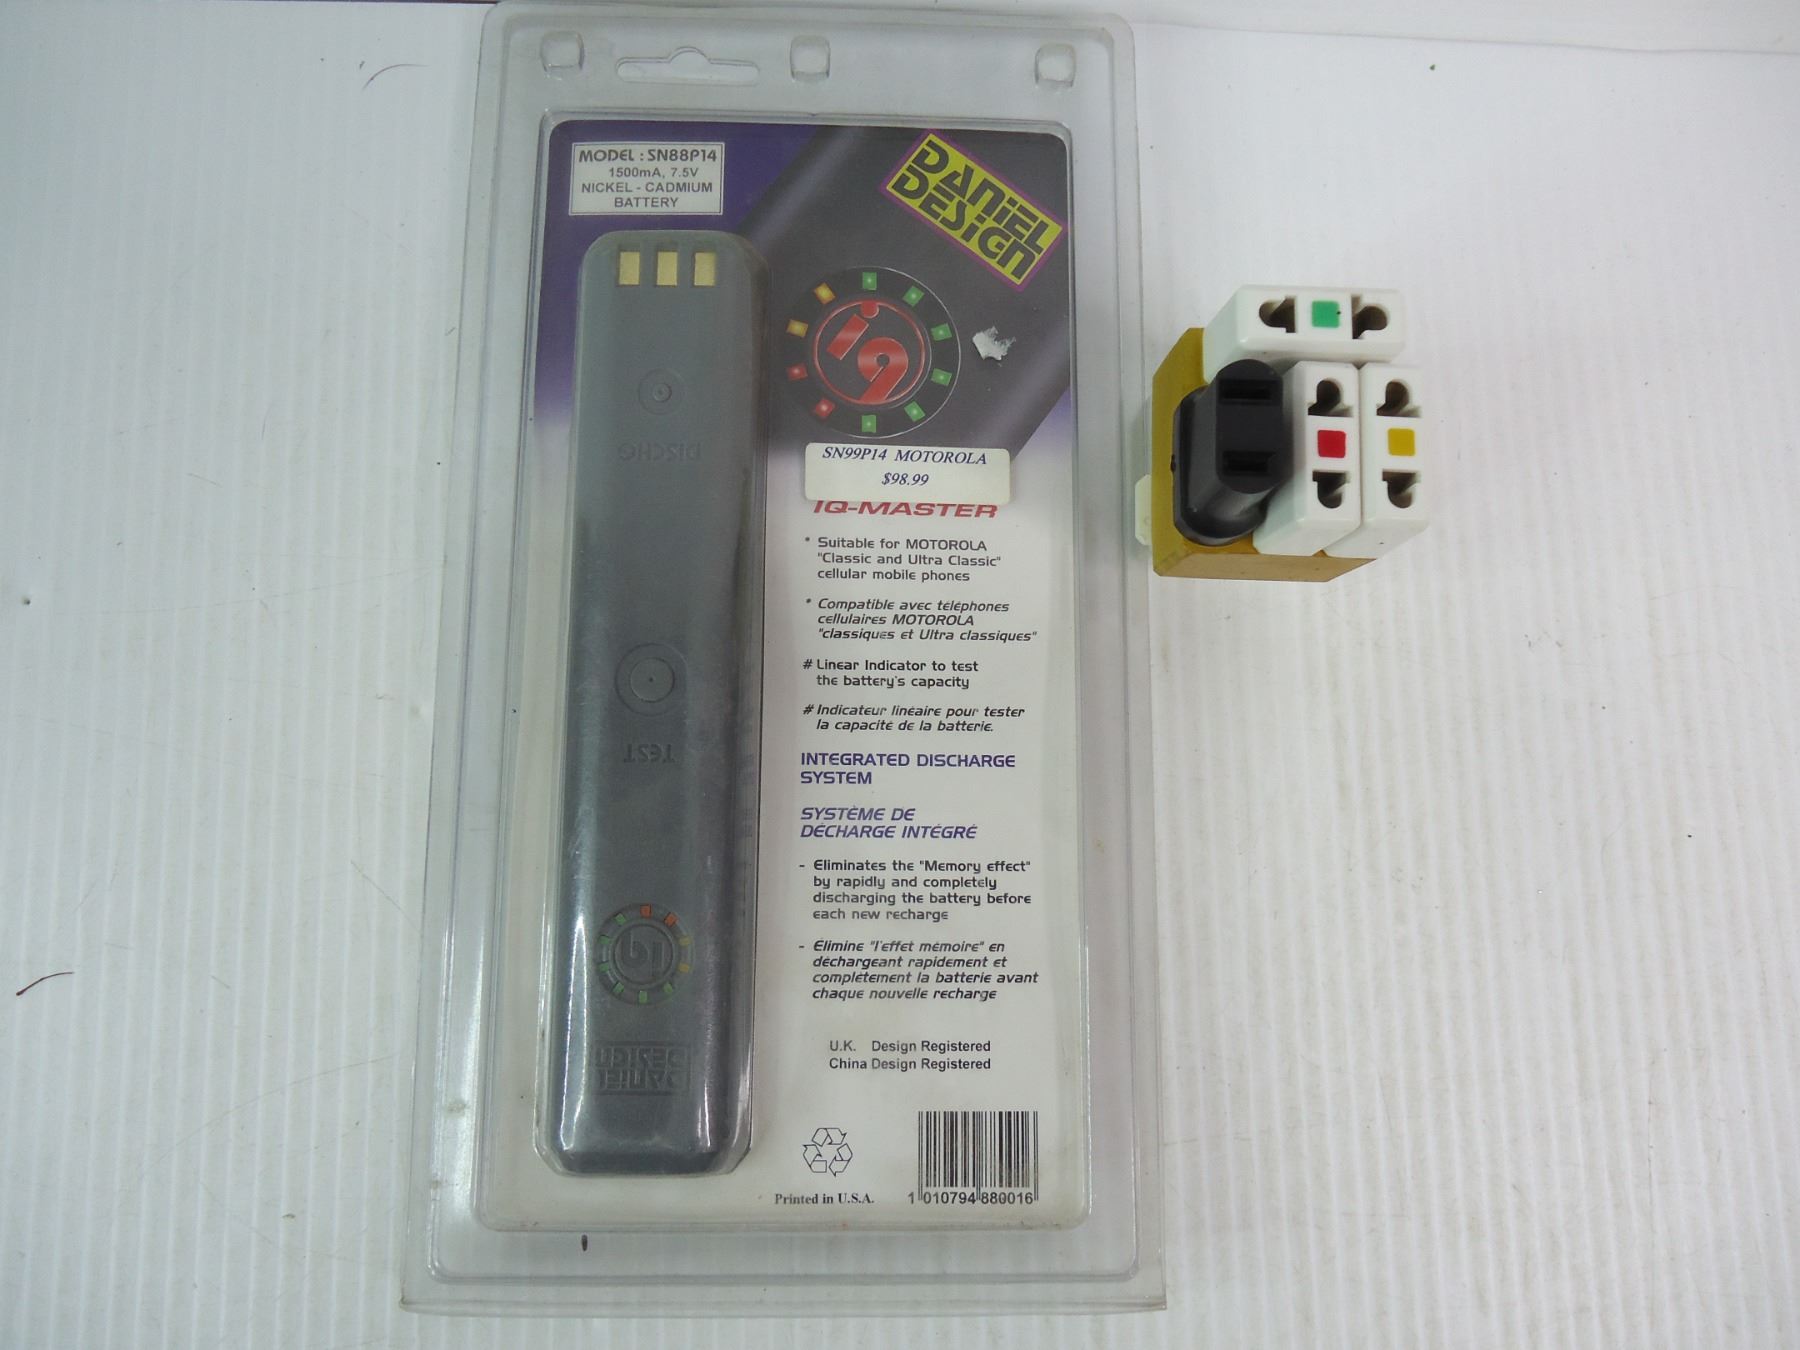 MODEL : SN88P14
1500mA, 7.5V
NICKEL - CADMIUM
BATTERY
DANIEL
DESIGN
iq
SN99P14 MOTOROLA
$98.99
IQ-MASTER
* Suitable for MOTOROLA
"Classic and Ultra Classic"
cellular mobile phones
* Compatible avec téléphones
cellulaires MOTOROLA
"classiques et Ultra classiques"
# Linear Indicator to test
the battery's capacity
# Indicateur linéaire pour tester
la capacité de la batterie.
INTEGRATED DISCHARGE
SYSTEM
SYSTÈME DE
DÉCHARGE INTÉGRÉ
- Eliminates the "Memory effect"
by rapidly and completely
discharging the battery before
each new recharge
- Élimine "l'effet mémoire" en
déchargeant rapidement et
complètement la batterie avant
chaque nouvelle recharge
U.K. Design Registered
China Design Registered
Printed in U.S.A.
1 010794 880016
DISCHG
TEST
iq
DANIEL
DESIGN